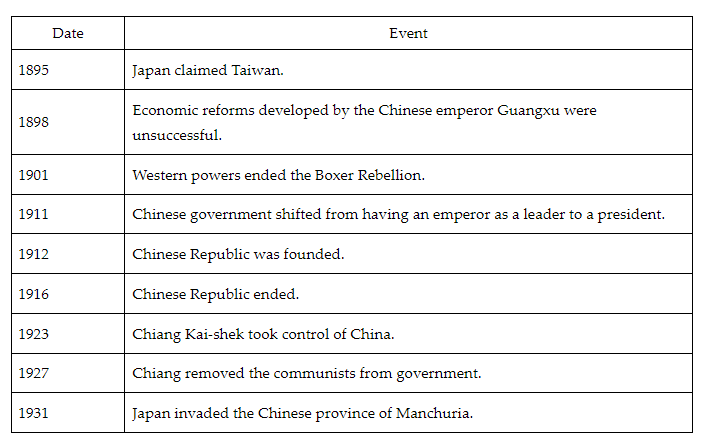 Date Event
1895 Japan claimed Taiwan.
1898 Economic reforms developed by the Chinese emperor Guangxu were
unsuccessful.
1901 Western powers ended the Boxer Rebellion.
1911 Chinese government shifted from having an emperor as a leader to a president.
1912 Chinese Republic was founded.
1916 Chinese Republic ended.
1923 Chiang Kai-shek took control of China.
1927 Chiang removed the communists from government.
1931 Japan invaded the Chinese province of Manchuria.